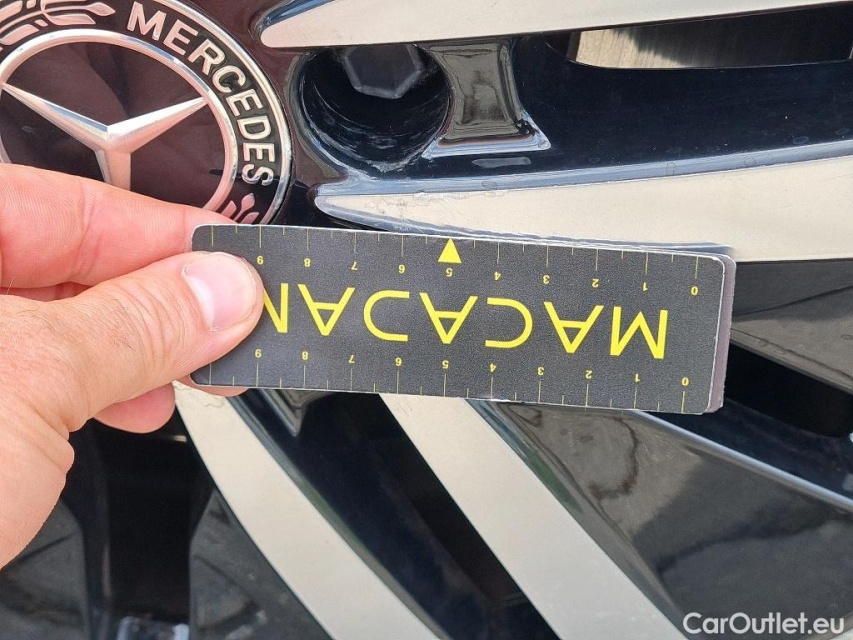 MERCEDES
0 1 2 3 4 5 6 7 8 9
MACADAM
0 1 2 3 4 5 6 7 8 9
CarOutlet.eu